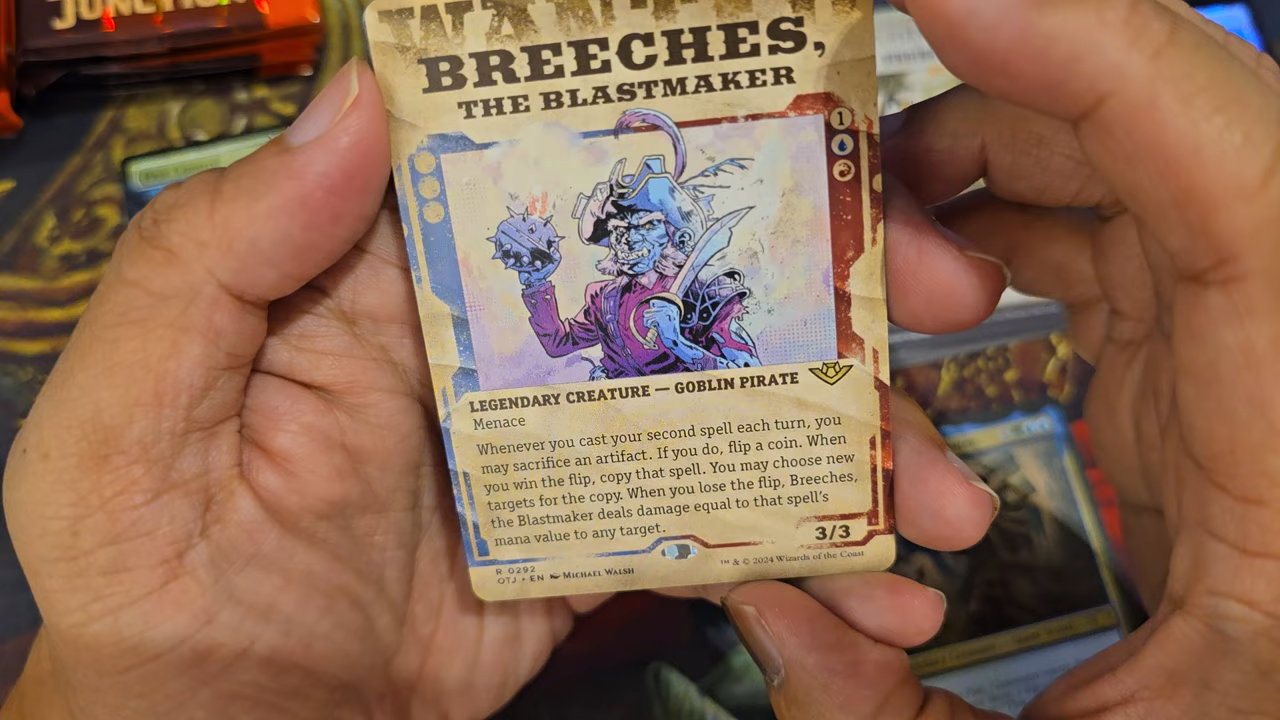 JUNCTION
WANTED
BREECHES,
THE BLASTMAKER
1
LEGENDARY CREATURE — GOBLIN PIRATE
Menace
Whenever you cast your second spell each turn, you
may sacrifice an artifact. If you do, flip a coin. When
you win the flip, copy that spell. You may choose new
targets for the copy. When you lose the flip, Breeches,
the Blastmaker deals damage equal to that spell's
mana value to any target.
3/3
R 0292
OTJ • EN MICHAEL WALSH
™ & © 2024 Wizards of the Coast